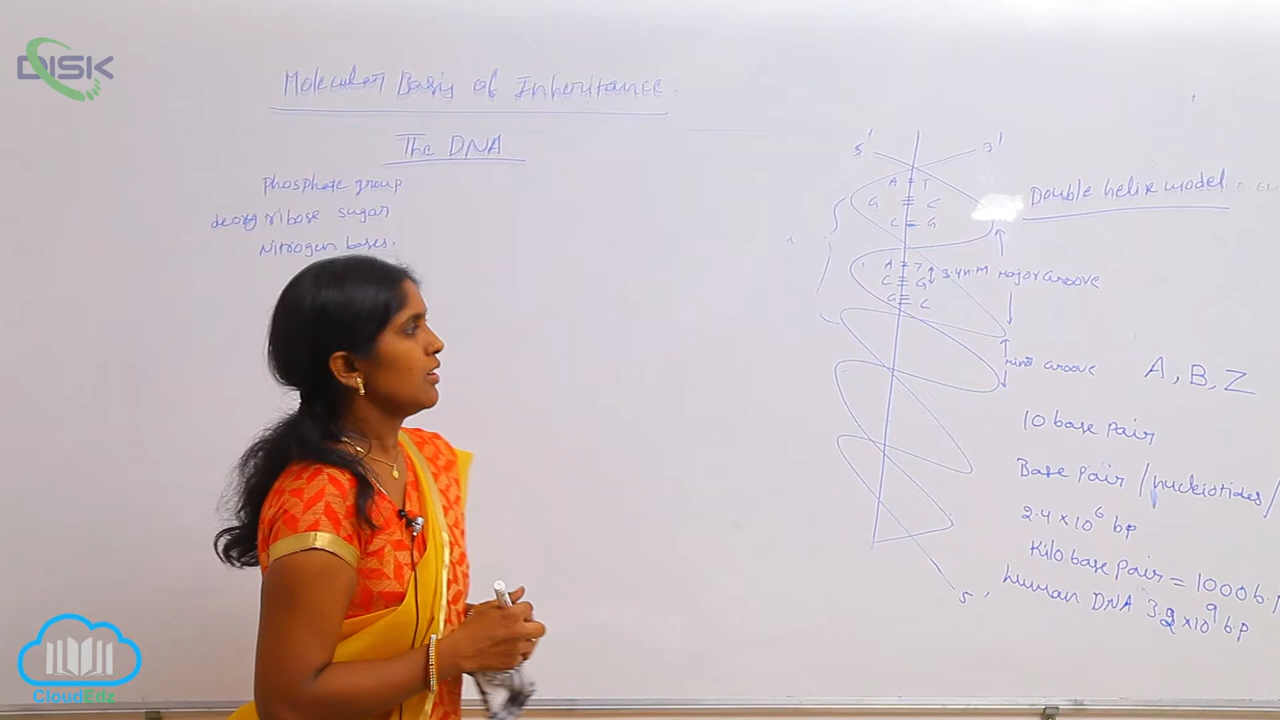 DISK
Molecular Basis of Inheritance.
The DNA
Phosphate group
deoxy ribose sugar
Nitrogen bases.
5' 3'
A T
G C
C G
Double helix model
A T
C G
G C
3.4 n.m
major Groove
minor Groove
A, B, Z
10 base pair
Base Pair / nucleotides /
2.4 x 10⁶ bp
Kilo base pair = 1000 b.p
human DNA 3.2 x 10⁹ b.p
5'
CloudEdz